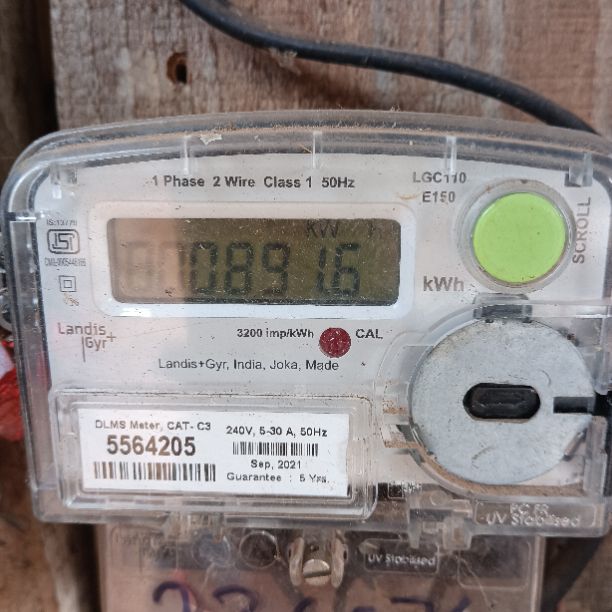 1 Phase 2 Wire Class 1 50Hz
LGC110
E150
SCROLL
KW
0891.6
kWh
Landis+
Gyr
3200 imp/kWh
CAL
Landis+Gyr, India, Joka, Made
DLMS Meter, CAT- C3
240V, 5-30 A, 50Hz
5564205
Sep, 2021
Guarantee : 5 Yrs.
UV Stabilised
UV Stabilised